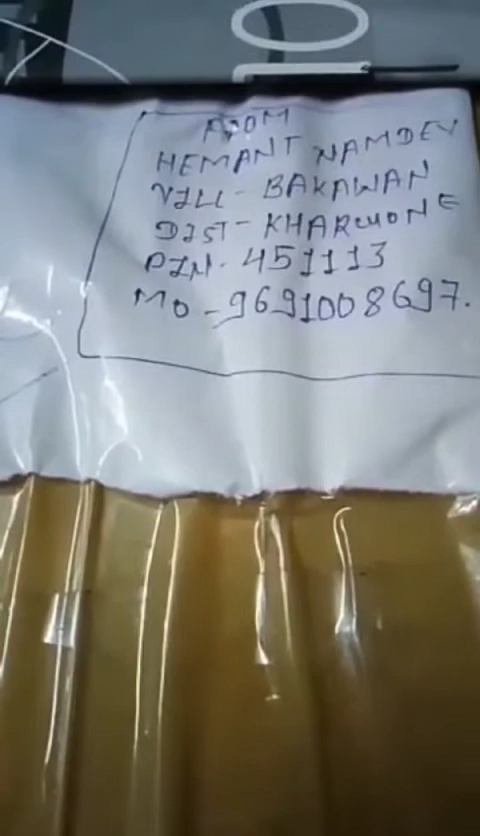 FROM
HEMANT NAMDEV
VILL - BAKAWAN
DIST - KHARGONE
PIN - 451113
MO - 9691008697.